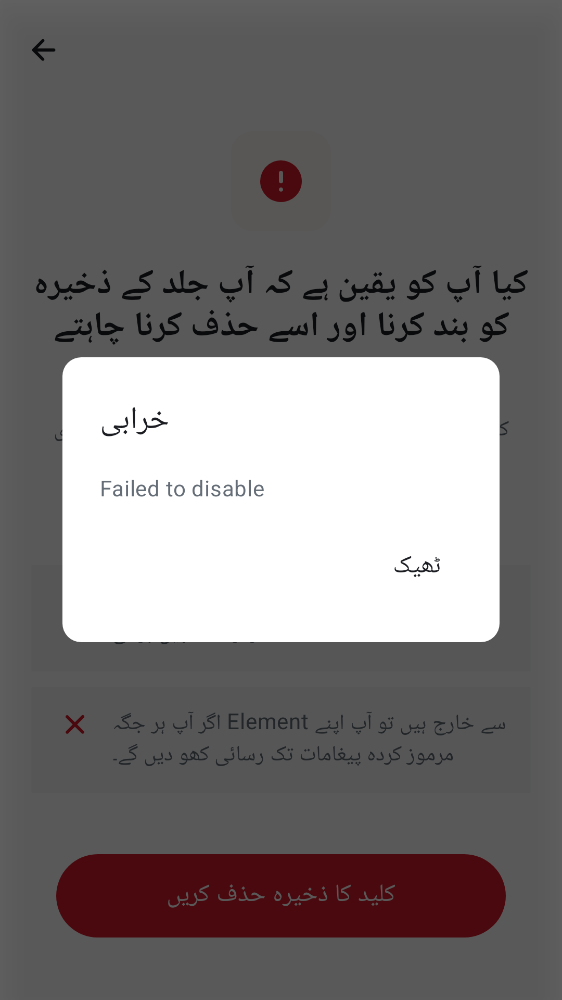 کیا آپ کو یقین ہے کہ آپ جلد کے ذخیرہ
کو بند کرنا اور اسے حذف کرنا چاہتے
خرابی
Failed to disable
ٹھیک
سے خارج ہیں تو آپ اپنے Element اگر آپ ہر جگہ
مرموز کردہ پیغامات تک رسائی کھو دیں گے۔
کلید کا ذخیرہ حذف کریں